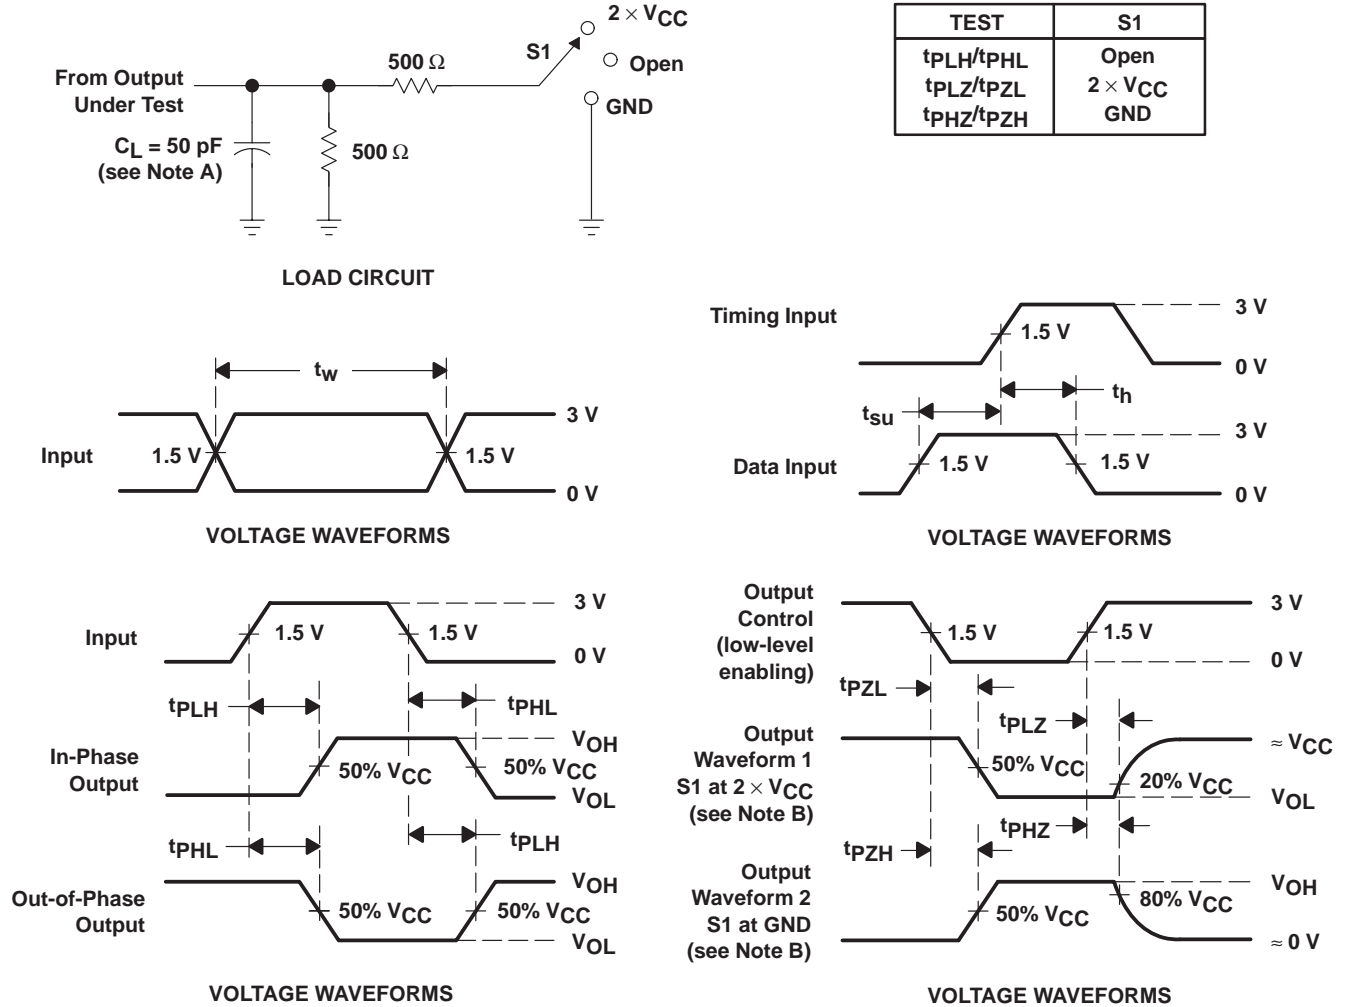 2 × VCC
S1
500 Ω
Open
From Output
Under Test
GND
CL = 50 pF
(see Note A)
500 Ω
LOAD CIRCUIT
TEST S1
tPLH/tPHL Open
tPLZ/tPZL 2 × VCC
tPHZ/tPZH GND
tw
3 V
Input
1.5 V
1.5 V
0 V
VOLTAGE WAVEFORMS
Timing Input
3 V
1.5 V
0 V
th
tsu
3 V
Data Input
1.5 V
1.5 V
0 V
VOLTAGE WAVEFORMS
3 V
Input
1.5 V
1.5 V
0 V
tPLH
tPHL
In-Phase
Output
VOH
50% VCC
50% VCC
VOL
tPHL
tPLH
Out-of-Phase
Output
VOH
50% VCC
50% VCC
VOL
VOLTAGE WAVEFORMS
Output
Control
(low-level
enabling)
3 V
1.5 V
1.5 V
0 V
tPZL
tPLZ
Output
Waveform 1
S1 at 2 × VCC
(see Note B)
≈ VCC
50% VCC
20% VCC
VOL
tPHZ
tPZH
Output
Waveform 2
S1 at GND
(see Note B)
VOH
50% VCC
80% VCC
≈ 0 V
VOLTAGE WAVEFORMS